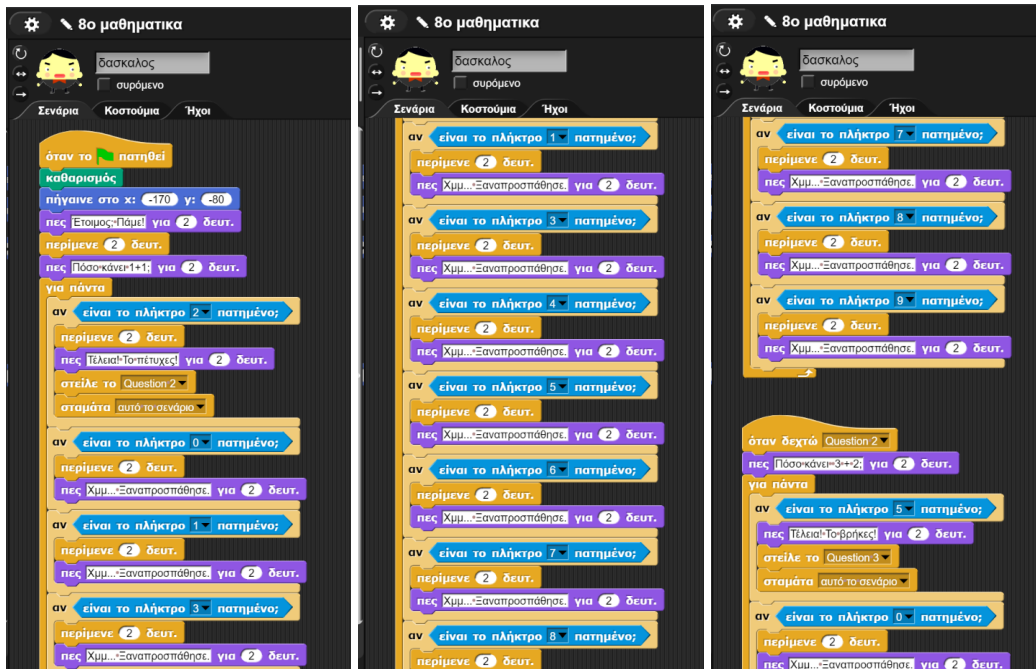 8ο μαθηματικα
δασκαλος
συρόμενο
Σενάρια Κοστούμια Ήχοι
όταν το πατηθεί
καθαρισμός
πήγαινε στο x: -170 y: -80
πες Έτοιμος; Πάμε! για 2 δευτ.
περίμενε 2 δευτ.
πες Πόσο κάνει 1+1; για 2 δευτ.
για πάντα
αν είναι το πλήκτρο 2 πατημένο;
περίμενε 2 δευτ.
πες Τέλεια! Το πέτυχες! για 2 δευτ.
στείλε το Question 2
σταμάτα αυτό το σενάριο
αν είναι το πλήκτρο 0 πατημένο;
περίμενε 2 δευτ.
πες Χμμ... Ξαναπροσπάθησε. για 2 δευτ.
αν είναι το πλήκτρο 1 πατημένο;
περίμενε 2 δευτ.
πες Χμμ... Ξαναπροσπάθησε. για 2 δευτ.
αν είναι το πλήκτρο 3 πατημένο;
περίμενε 2 δευτ.
πες Χμμ... Ξαναπροσπάθησε. για 2 δευτ.
8ο μαθηματικα
δασκαλος
συρόμενο
Σενάρια Κοστούμια Ήχοι
αν είναι το πλήκτρο 1 πατημένο;
περίμενε 2 δευτ.
πες Χμμ... Ξαναπροσπάθησε. για 2 δευτ.
αν είναι το πλήκτρο 3 πατημένο;
περίμενε 2 δευτ.
πες Χμμ... Ξαναπροσπάθησε. για 2 δευτ.
αν είναι το πλήκτρο 4 πατημένο;
περίμενε 2 δευτ.
πες Χμμ... Ξαναπροσπάθησε. για 2 δευτ.
αν είναι το πλήκτρο 5 πατημένο;
περίμενε 2 δευτ.
πες Χμμ... Ξαναπροσπάθησε. για 2 δευτ.
αν είναι το πλήκτρο 6 πατημένο;
περίμενε 2 δευτ.
πες Χμμ... Ξαναπροσπάθησε. για 2 δευτ.
αν είναι το πλήκτρο 7 πατημένο;
περίμενε 2 δευτ.
πες Χμμ... Ξαναπροσπάθησε. για 2 δευτ.
αν είναι το πλήκτρο 8 πατημένο;
περίμενε 2 δευτ.
8ο μαθηματικα
δασκαλος
συρόμενο
Σενάρια Κοστούμια Ήχοι
αν είναι το πλήκτρο 7 πατημένο;
περίμενε 2 δευτ.
πες Χμμ... Ξαναπροσπάθησε. για 2 δευτ.
αν είναι το πλήκτρο 8 πατημένο;
περίμενε 2 δευτ.
πες Χμμ... Ξαναπροσπάθησε. για 2 δευτ.
αν είναι το πλήκτρο 9 πατημένο;
περίμενε 2 δευτ.
πες Χμμ... Ξαναπροσπάθησε. για 2 δευτ.
όταν δεχτώ Question 2
πες Πόσο κάνει 3 + 2; για 2 δευτ.
για πάντα
αν είναι το πλήκτρο 5 πατημένο;
πες Τέλεια! Το βρήκες! για 2 δευτ.
στείλε το Question 3
σταμάτα αυτό το σενάριο
αν είναι το πλήκτρο 0 πατημένο;
περίμενε 2 δευτ.
πες Χμμ... Ξαναπροσπάθησε. για 2 δευτ.